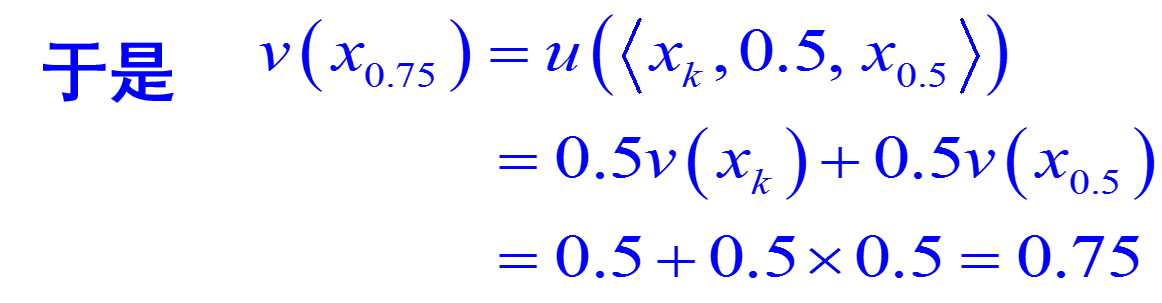 于是 v(x_{0.75}) = u(⟨x_k, 0.5, x_{0.5}⟩)
= 0.5v(x_k) + 0.5v(x_{0.5})
= 0.5 + 0.5 × 0.5 = 0.75